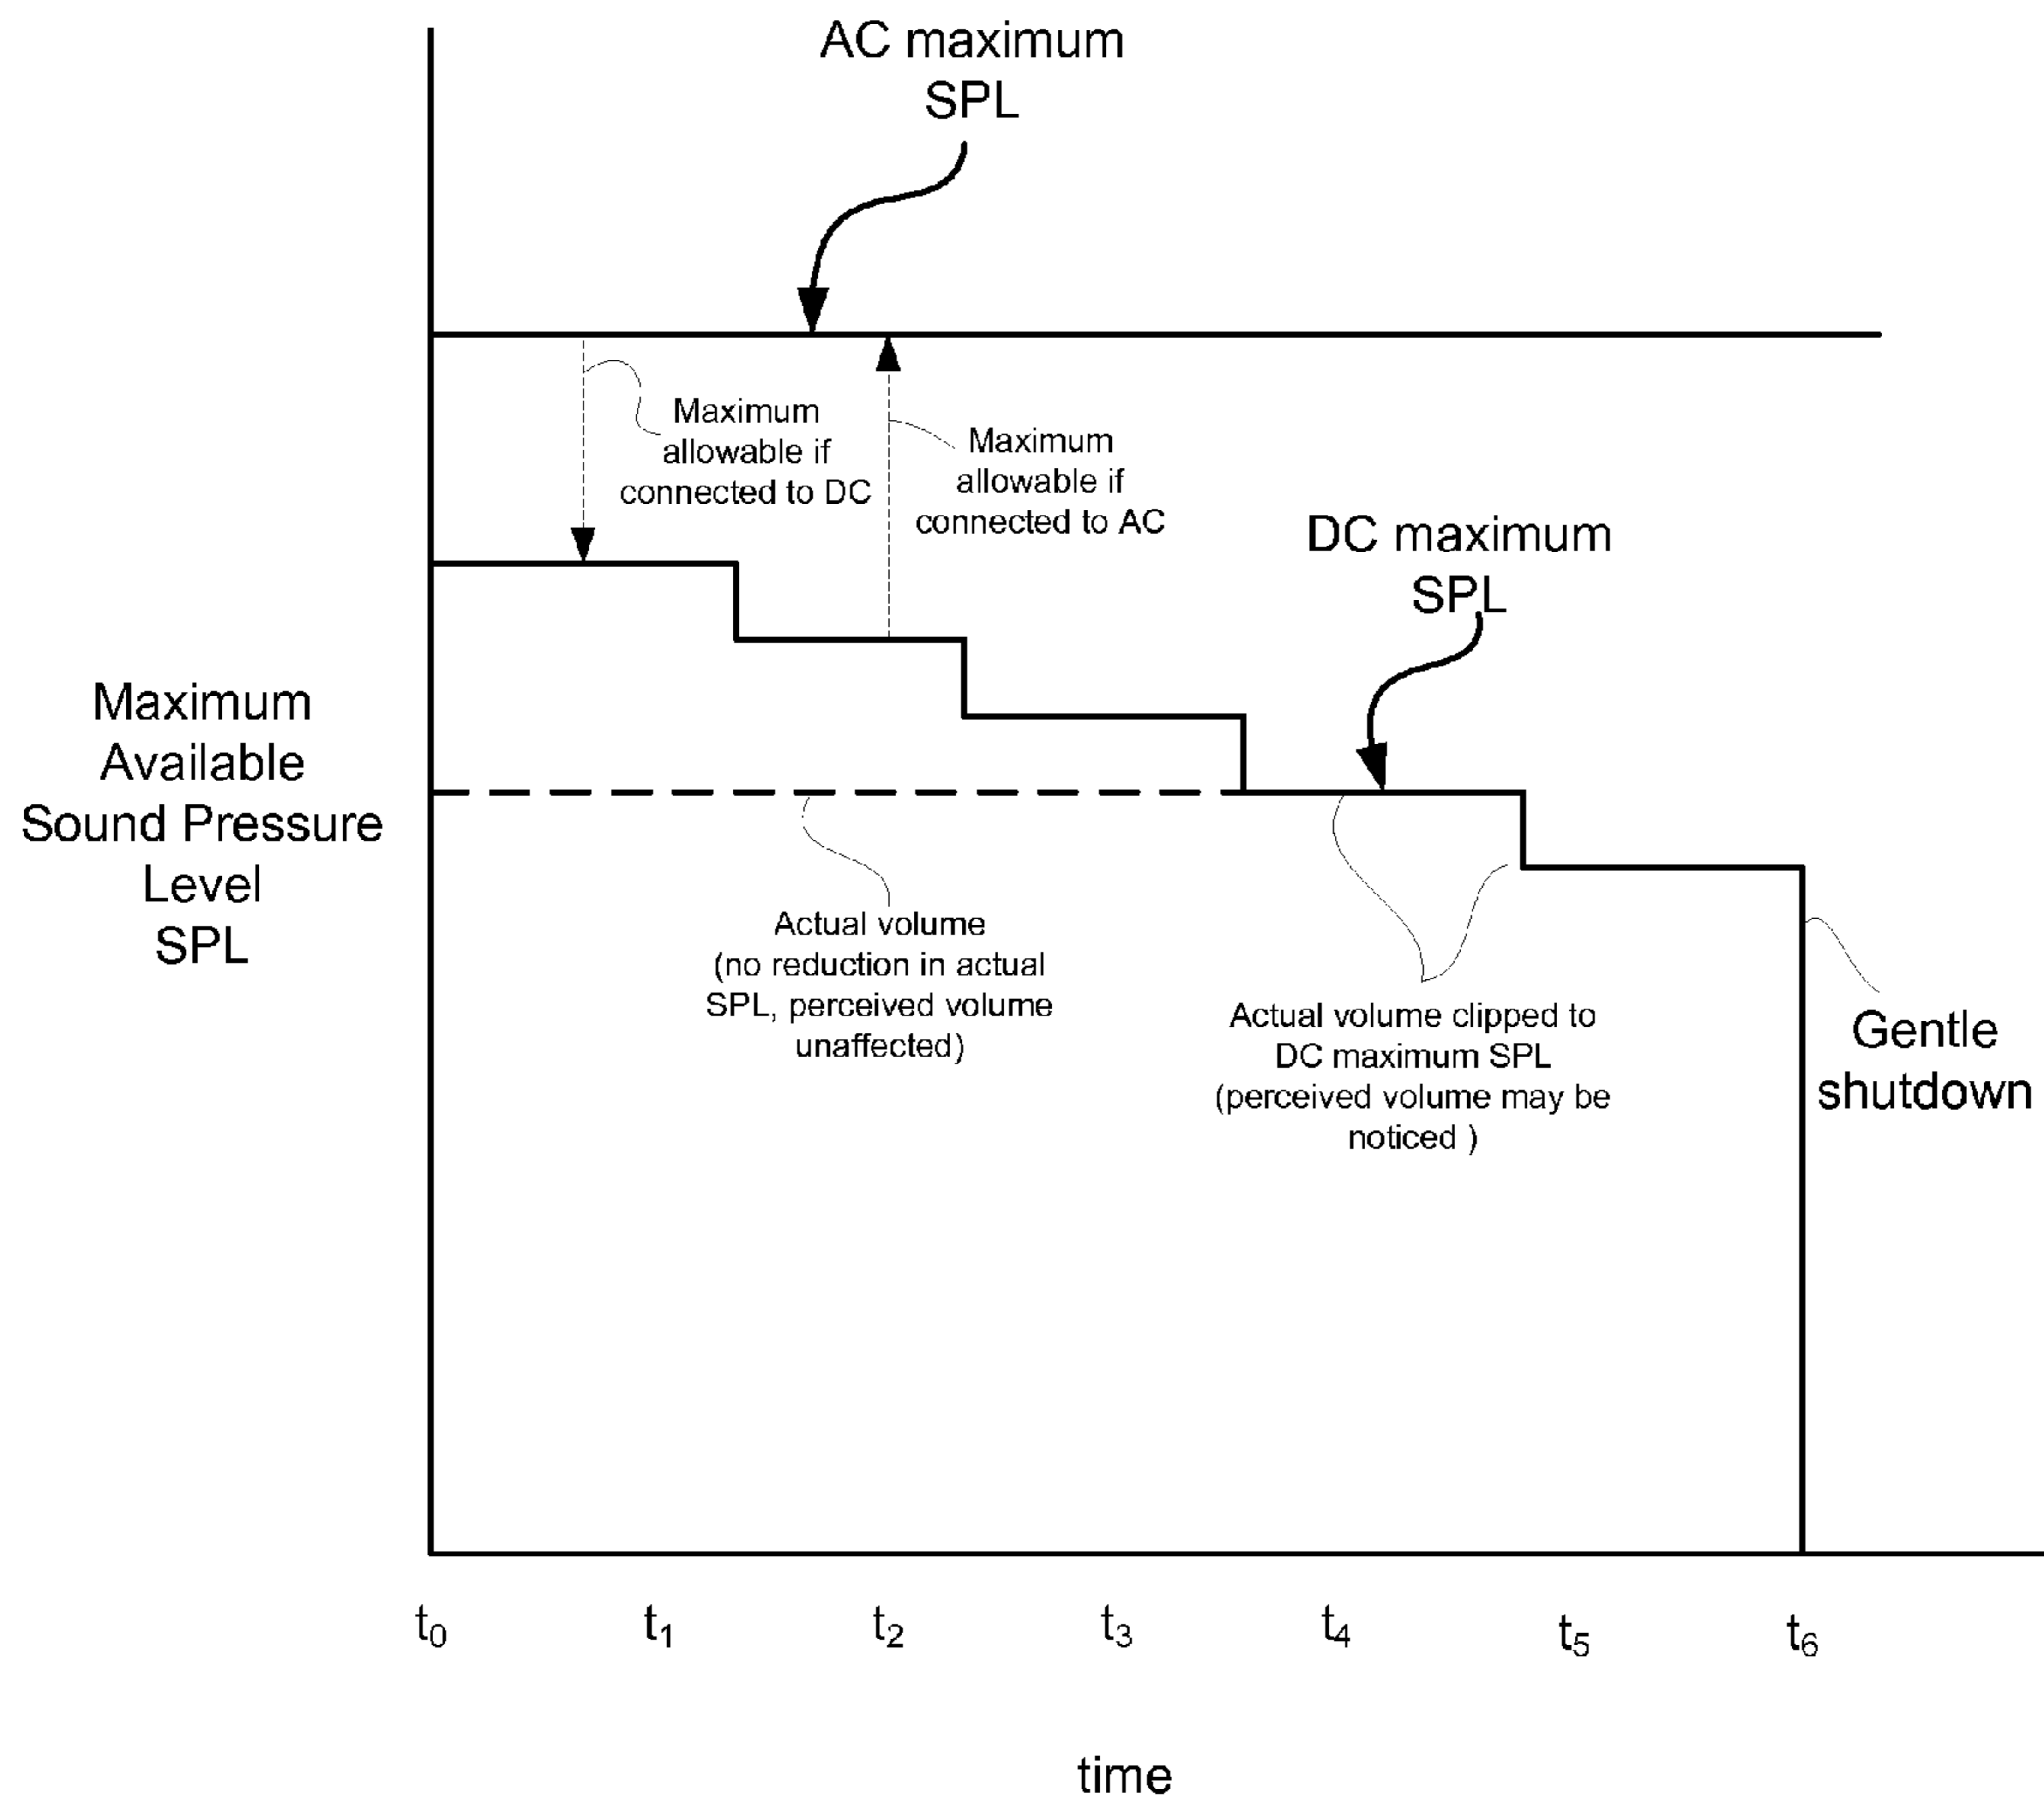 AC maximum
SPL
Maximum
allowable if
connected to DC
Maximum
allowable if
connected to AC
DC maximum
SPL
Maximum
Available
Sound Pressure
Level
SPL
Actual volume
(no reduction in actual
SPL, perceived volume
unaffected)
Actual volume clipped to
DC maximum SPL
(perceived volume may be
noticed )
Gentle
shutdown
t0 t1 t2 t3 t4 t5 t6
time